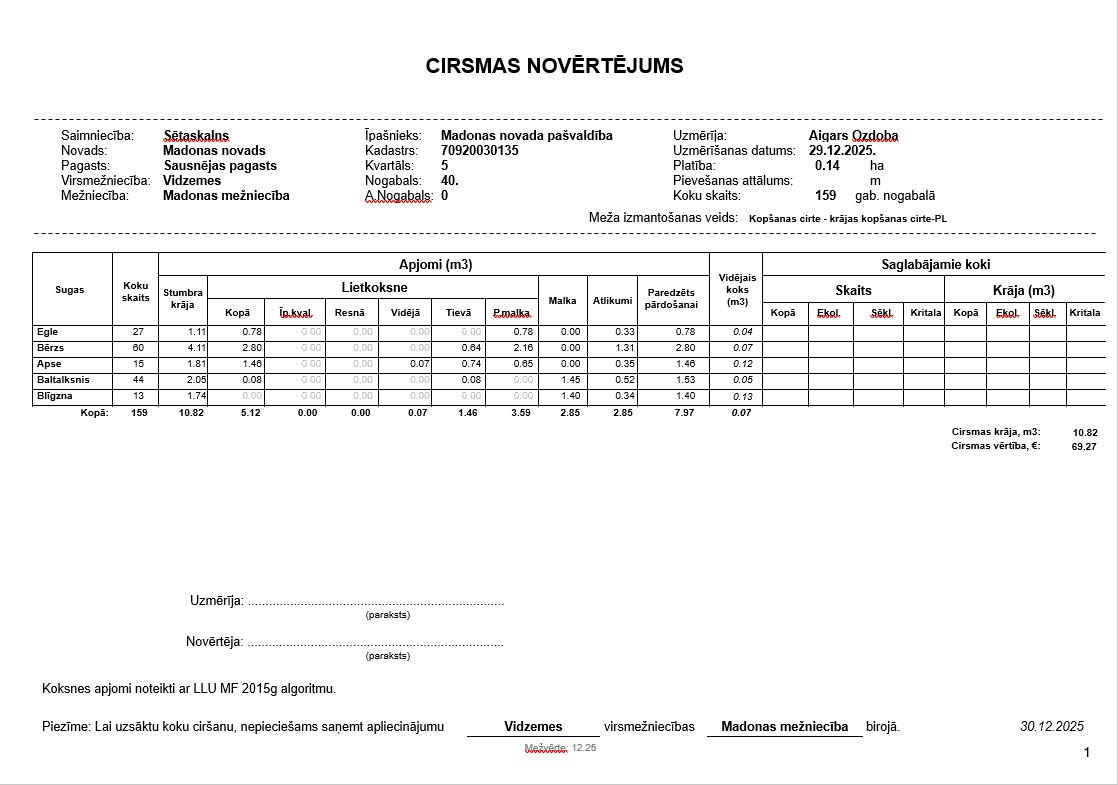 CIRSMAS NOVĒRTĒJUMS
Saimniecība: Sētaskalns Īpašnieks: Madonas novada pašvaldība Uzmērīja: Aigars Ozdoba
Novads: Madonas novads Kadastrs: 70920030135 Uzmērīšanas datums: 29.12.2025.
Pagasts: Sausnējas pagasts Kvartāls: 5 Platība: 0.14 ha
Virsmežniecība: Vidzemes Nogabals: 40. Pievešanas attālums: m
Mežniecība: Madonas mežniecība A.Nogabals: 0 Koku skaits: 159 gab. nogabalā
Meža izmantošanas veids: Kopšanas cirte - krājas kopšanas cirte-PL
Apjomi (m3) Saglabājamie koki
Sugas Koku skaits Stumbra krāja Lietkoksne Malka Atlikumi Paredzēts pārdošanai Vidējais koks (m3) Skaits Krāja (m3)
Kopā Īp.kval. Resnā Vidējā Tievā P.malka Kopā Ekol. Sēkl. Kritala Kopā Ekol. Sēkl. Kritala
Egle 27 1.11 0.78 0.00 0.00 0.00 0.00 0.78 0.00 0.33 0.78 0.04
Bērzs 60 4.11 2.80 0.00 0.00 0.00 0.64 2.16 0.00 1.31 2.80 0.07
Apse 15 1.81 1.46 0.00 0.00 0.07 0.74 0.65 0.00 0.35 1.46 0.12
Baltalksnis 44 2.05 0.08 0.00 0.00 0.00 0.08 0.00 1.45 0.52 1.53 0.05
Blīgzna 13 1.74 0.00 0.00 0.00 0.00 0.00 0.00 1.40 0.34 1.40 0.13
Kopā: 159 10.82 5.12 0.00 0.00 0.07 1.46 3.59 2.85 2.85 7.97 0.07
Cirsmas krāja, m3: 10.82
Cirsmas vērtība, €: 69.27
Uzmērīja: ..........................................................................
(paraksts)
Novērtēja: ..........................................................................
(paraksts)
Koksnes apjomi noteikti ar LLU MF 2015g algoritmu.
Piezīme: Lai uzsāktu koku ciršanu, nepieciešams saņemt apliecinājumu Vidzemes virsmežniecības Madonas mežniecība birojā. 30.12.2025
Mežvērte: 12.25
1